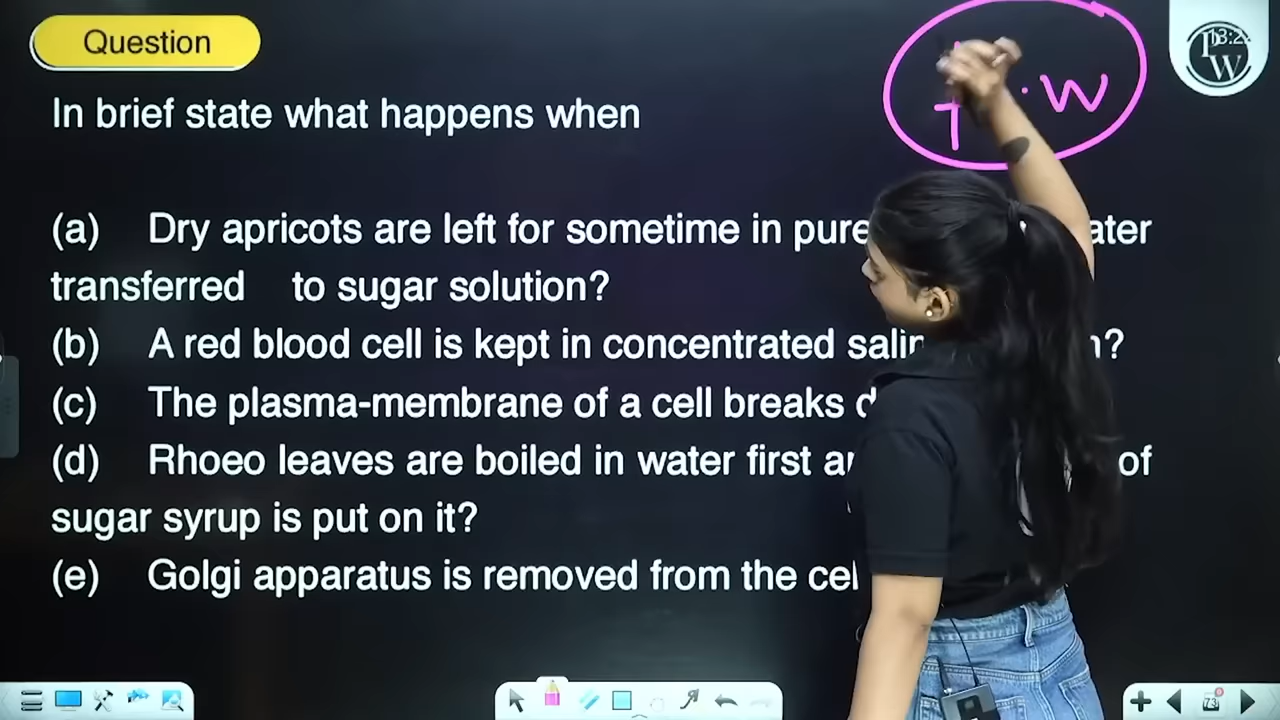 Question
In brief state what happens when
W
(a) Dry apricots are left for sometime in pure
transferred to sugar solution?
(b) A red blood cell is kept in concentrated
(c) The plasma-membrane of a cell breaks
(d) Rhoeo leaves are boiled in water first of
sugar syrup is put on it?
(e) Golgi apparatus is removed from the
73